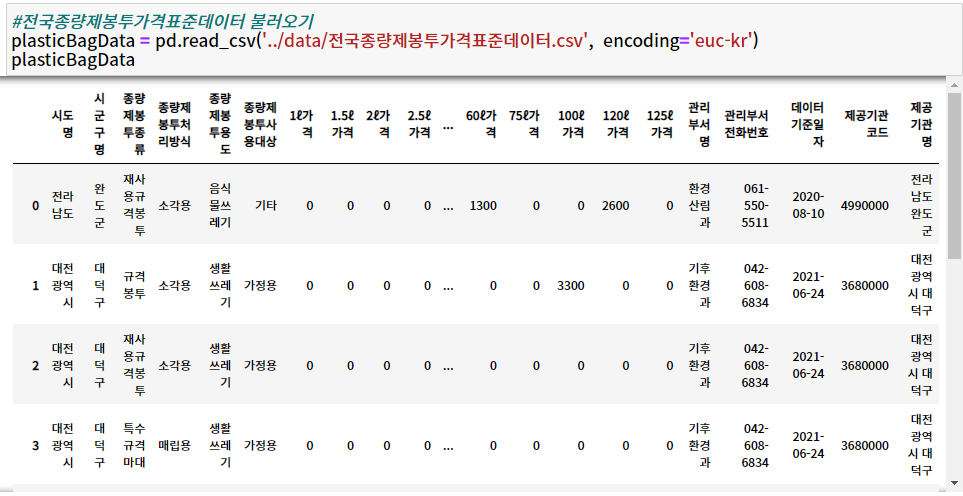 #전국종량제봉투가격표준데이터 불러오기
plasticBagData = pd.read_csv('../data/전국종량제봉투가격표준데이터.csv', encoding='euc-kr')
plasticBagData
시도명 시군구명 종량제봉투종류 종량제봉투처리방식 종량제봉투용도 종량제봉투사용대상 1ℓ가격 1.5ℓ가격 2ℓ가격 2.5ℓ가격 ... 60ℓ가격 75ℓ가격 100ℓ가격 120ℓ가격 125ℓ가격 관리부서명 관리부서전화번호 데이터기준일자 제공기관코드 제공기관명
0 전라남도 완도군 재사용규격봉투 소각용 음식물쓰레기 기타 0 0 0 0 ... 1300 0 0 2600 0 환경산림과 061-550-5511 2020-08-10 4990000 전라남도 완도군
1 대전광역시 대덕구 규격봉투 소각용 생활쓰레기 가정용 0 0 0 0 ... 0 0 3300 0 0 기후환경과 042-608-6834 2021-06-24 3680000 대전광역시 대덕구
2 대전광역시 대덕구 재사용규격봉투 소각용 생활쓰레기 가정용 0 0 0 0 ... 0 0 0 0 0 기후환경과 042-608-6834 2021-06-24 3680000 대전광역시 대덕구
3 대전광역시 대덕구 특수규격마대 매립용 생활쓰레기 가정용 0 0 0 0 ... 0 0 0 0 0 기후환경과 042-608-6834 2021-06-24 3680000 대전광역시 대덕구